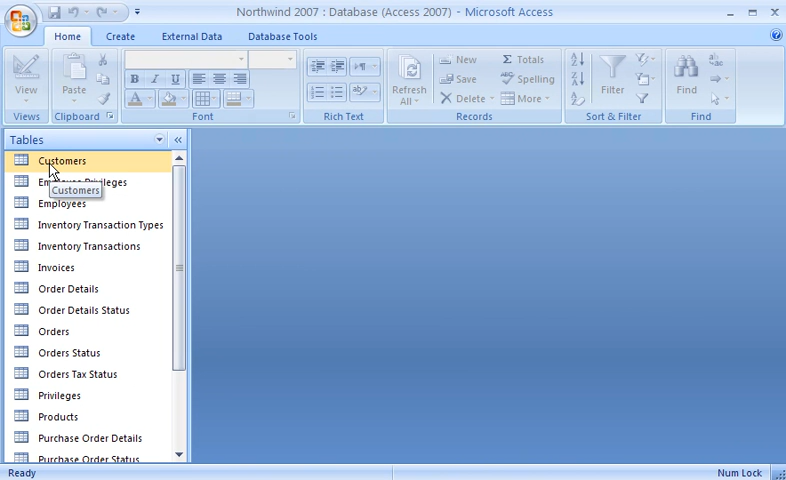 Northwind 2007 : Database (Access 2007) - Microsoft Access
Home Create External Data Database Tools
View Paste B I U A Refresh All New Save Delete Totals Spelling More Filter Find
Views Clipboard Font Rich Text Records Sort & Filter Find
Tables
Customers
Employee Privileges
Customers
Employees
Inventory Transaction Types
Inventory Transactions
Invoices
Order Details
Order Details Status
Orders
Orders Status
Orders Tax Status
Privileges
Products
Purchase Order Details
Purchase Order Status
Ready Num Lock